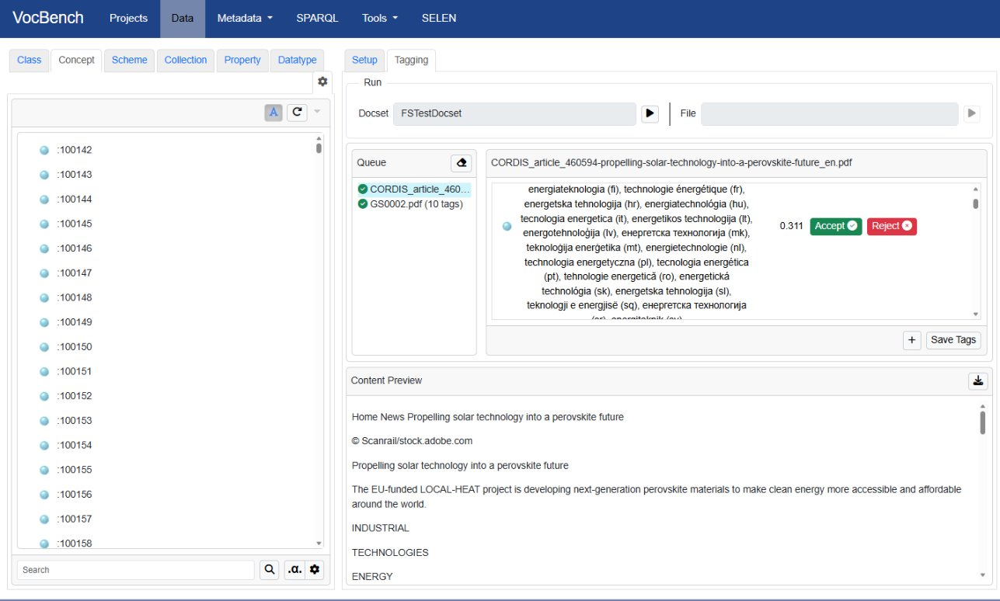 VocBench Projects Data Metadata SPARQL Tools SELEN
Class Concept Scheme Collection Property Datatype
A
:100142
:100143
:100144
:100145
:100146
:100147
:100148
:100149
:100150
:100151
:100152
:100153
:100154
:100155
:100156
:100157
:100158
Search
.α.
Setup Tagging
Run
Docset FSTestDocset File
Queue
CORDIS_article_460...
GS0002.pdf (10 tags)
CORDIS_article_460594-propelling-solar-technology-into-a-perovskite-future_en.pdf
energiateknologia (fi), technologie énergétique (fr),
energetska tehnologija (hr), energiatechnológia (hu),
tecnologia energetica (it), energetikos technologija (lt),
energotehnoloģija (lv), енергетска технологија (mk),
teknoloġija enerġetika (mt), energietechnologie (nl),
technologia energetyczna (pl), tecnologia energética
(pt), tehnologie energetică (ro), energetická
technológia (sk), energetska tehnologija (sl),
teknologji e energjisë (sq), енергетска технологија
(sr), energiteknik (sv)
0.311 Accept Reject
+ Save Tags
Content Preview
Home News Propelling solar technology into a perovskite future
© Scanrail/stock.adobe.com
Propelling solar technology into a perovskite future
The EU-funded LOCAL-HEAT project is developing next-generation perovskite materials to make clean energy more accessible and affordable
around the world.
INDUSTRIAL
TECHNOLOGIES
ENERGY